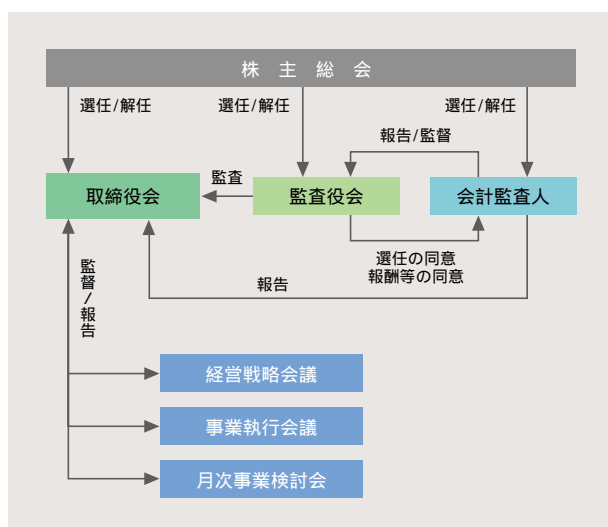 株主総会
選任/解任
選任/解任
選任/解任
報告/監督
監査
取締役会
監査役会
会計監査人
選任の同意
報酬等の同意
報告
監督/報告
経営戦略会議
事業執行会議
月次事業検討会